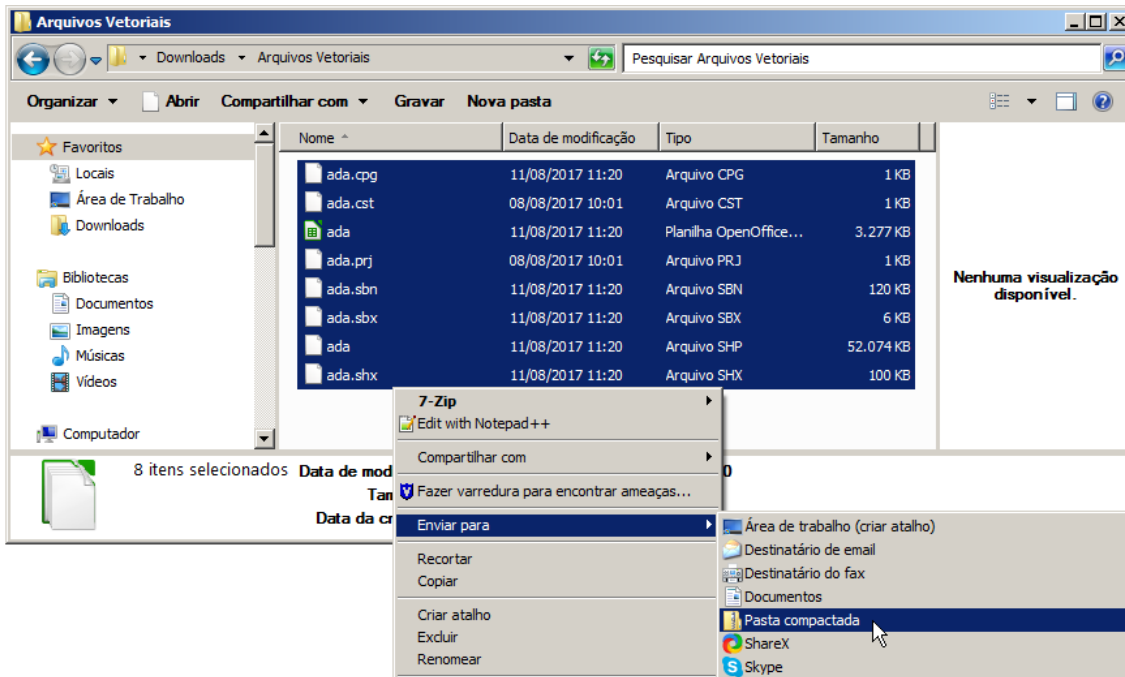 Arquivos Vetoriais
Downloads Arquivos Vetoriais Pesquisar Arquivos Vetoriais
Organizar Abrir Compartilhar com Gravar Nova pasta
Favoritos
Locais
Área de Trabalho
Downloads
Bibliotecas
Documentos
Imagens
Músicas
Vídeos
Computador
Nome Data de modificação Tipo Tamanho
ada.cpg 11/08/2017 11:20 Arquivo CPG 1 KB
ada.cst 08/08/2017 10:01 Arquivo CST 1 KB
ada 11/08/2017 11:20 Planilha OpenOffice... 3.277 KB
ada.prj 08/08/2017 10:01 Arquivo PRJ 1 KB
ada.sbn 11/08/2017 11:20 Arquivo SBN 120 KB
ada.sbx 11/08/2017 11:20 Arquivo SBX 6 KB
ada 11/08/2017 11:20 Arquivo SHP 52.074 KB
ada.shx 11/08/2017 11:20 Arquivo SHX 100 KB
Nenhuma visualização
disponível.
8 itens selecionados Data de mod 0
Tam
Data da cr
7-Zip
Edit with Notepad++
Compartilhar com
Fazer varredura para encontrar ameaças...
Enviar para
Recortar
Copiar
Criar atalho
Excluir
Renomear
Área de trabalho (criar atalho)
Destinatário de email
Destinatário do fax
Documentos
Pasta compactada
ShareX
Skype